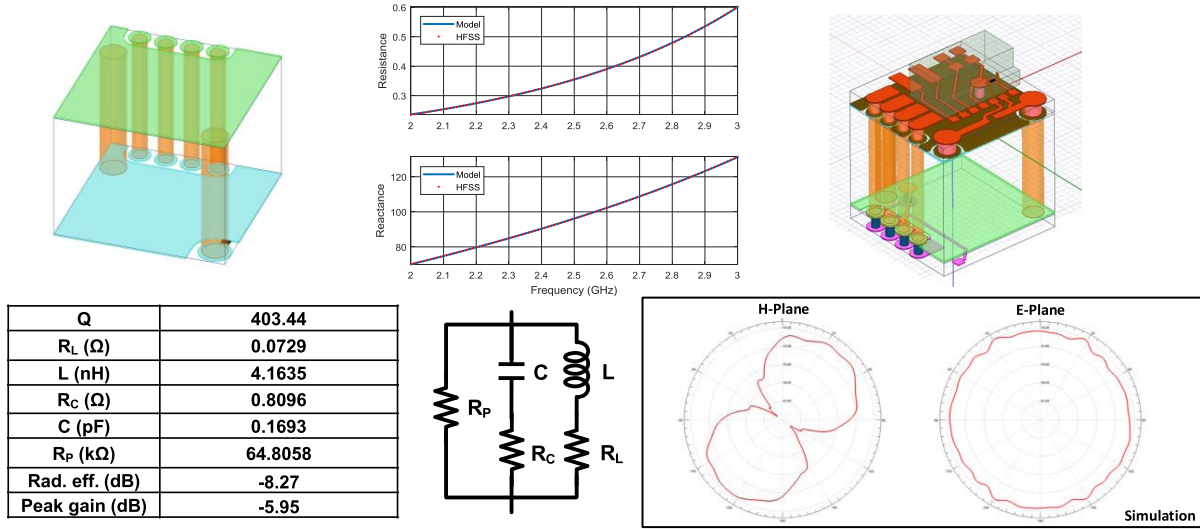 0.6
0.5
0.4
0.3
Resistance
Model
HFSS
2 2.1 2.2 2.3 2.4 2.5 2.6 2.7 2.8 2.9 3
120
100
80
Reactance
Model
HFSS
2 2.1 2.2 2.3 2.4 2.5 2.6 2.7 2.8 2.9 3
Frequency (GHz)
Q 403.44
RL (Ω) 0.0729
L (nH) 4.1635
RC (Ω) 0.8096
C (pF) 0.1693
RP (kΩ) 64.8058
Rad. eff. (dB) -8.27
Peak gain (dB) -5.95
C L
RP
RC RL
H-Plane E-Plane
Simulation